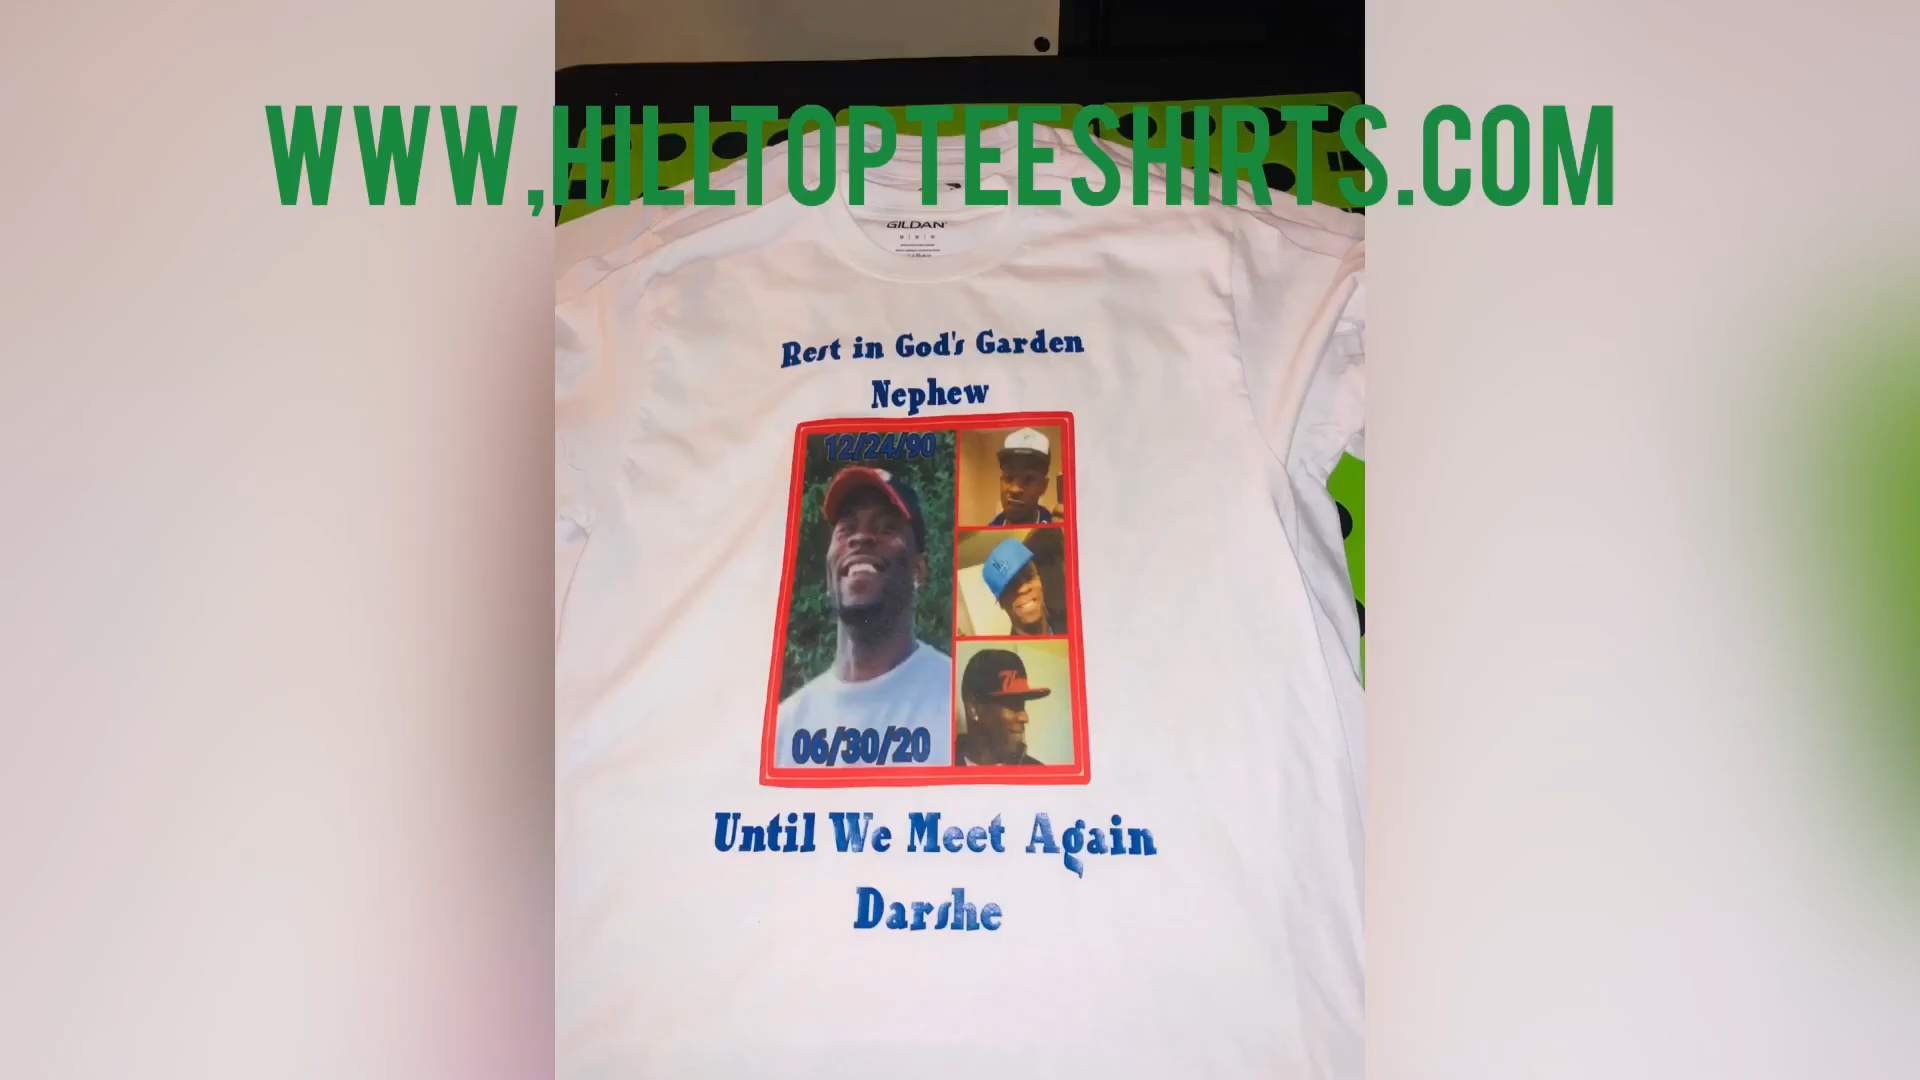 WWW,HILLTOPTEESHIRTS.COM
GILDAN
Rest in God's Garden
Nephew
12/24/90
06/30/20
Until We Meet Again
Darshe